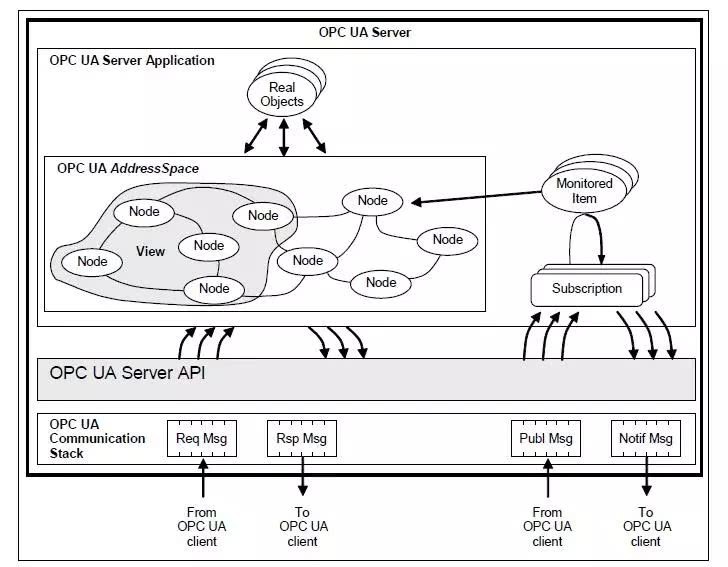 OPC UA Server
OPC UA Server Application
Real
Objects
OPC UA AddressSpace
Monitored
Item
Node
Node
Node
Node
View
Node
Node
Node
Node
Node
Subscription
OPC UA Server API
OPC UA
Communication
Stack
Req Msg
Rsp Msg
Publ Msg
Notif Msg
From
OPC UA
client
To
OPC UA
client
From
OPC UA
client
To
OPC UA
client